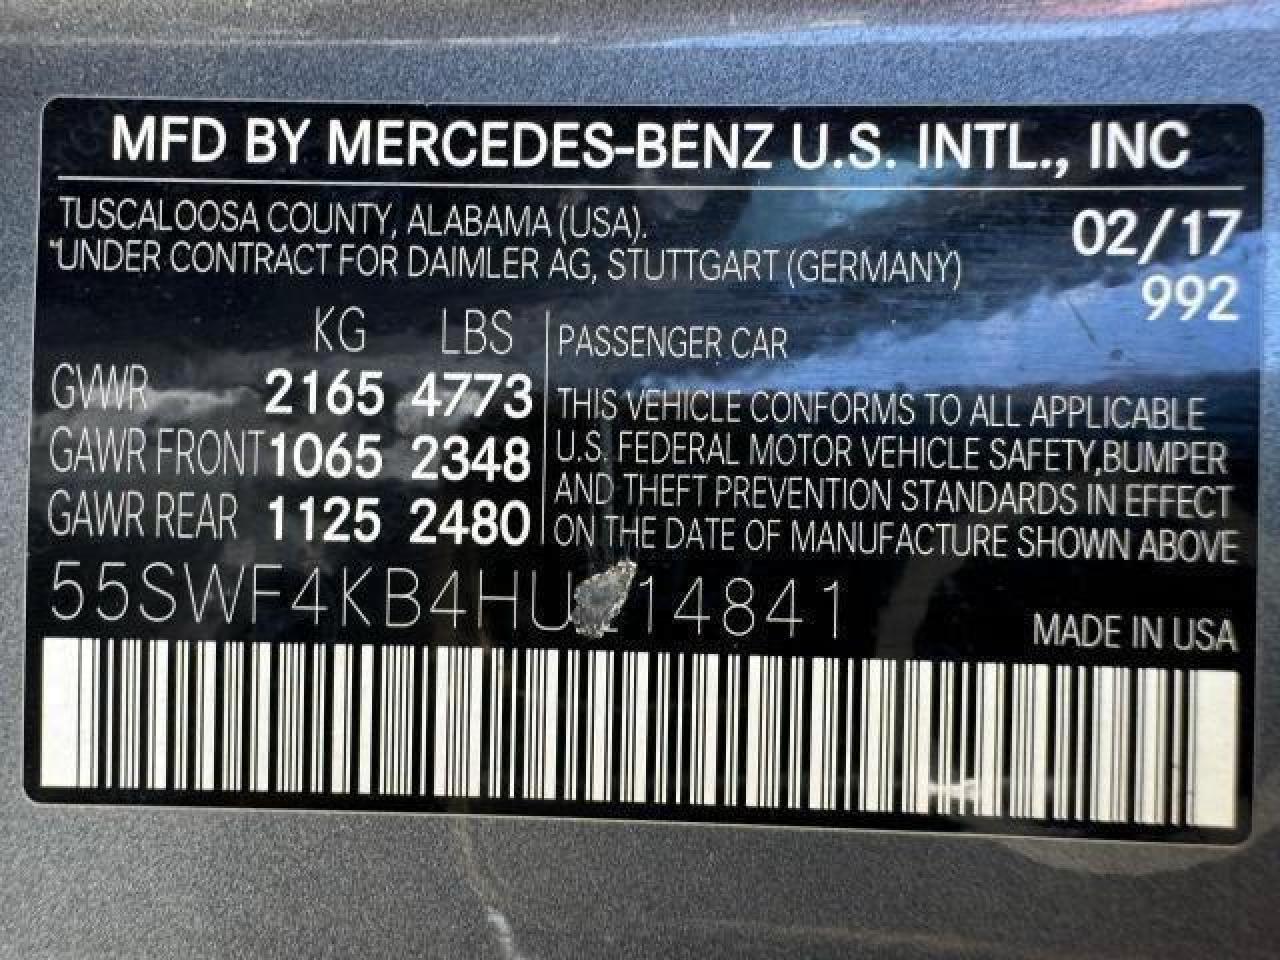 MFD BY MERCEDES-BENZ U.S. INTL., INC
TUSCALOOSA COUNTY, ALABAMA (USA).
"UNDER CONTRACT FOR DAIMLER AG, STUTTGART (GERMANY)
02/17
992
KG LBS
GVWR 2165 4773
GAWR FRONT 1065 2348
GAWR REAR 1125 2480
PASSENGER CAR
THIS VEHICLE CONFORMS TO ALL APPLICABLE
U.S. FEDERAL MOTOR VEHICLE SAFETY,BUMPER
AND THEFT PREVENTION STANDARDS IN EFFECT
ON THE DATE OF MANUFACTURE SHOWN ABOVE
55SWF4KB4HU 14841
MADE IN USA